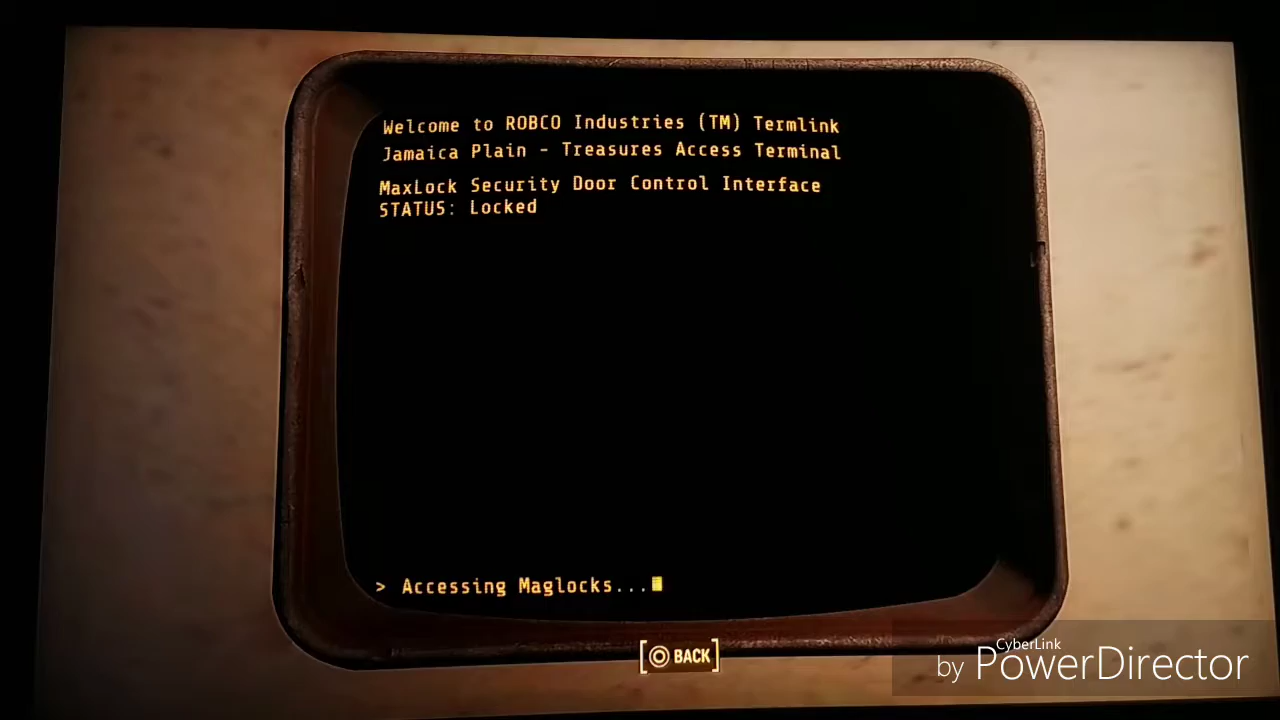 Welcome to ROBCO Industries (TM) Termlink
Jamaica Plain - Treasures Access Terminal
MaxLock Security Door Control Interface
STATUS: Locked
> Accessing Maglocks...
BACK
CyberLink
by PowerDirector